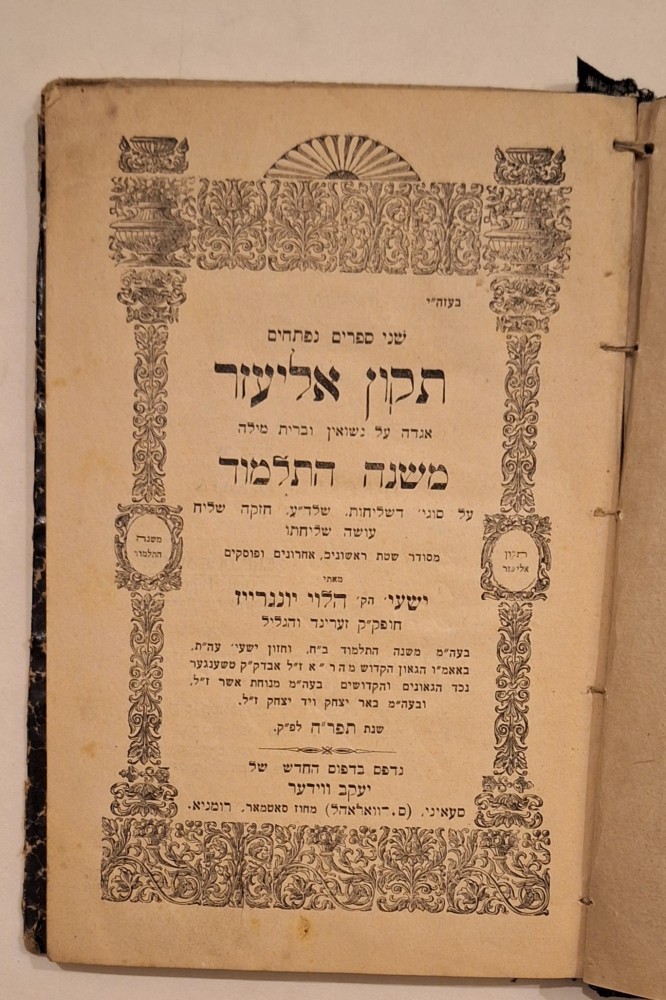 בעזה"י
שני ספרים נפתחים
תקון אליעזר
אגדה על נשואין וברית מילה
משנה התלמוד
על סוגי' דשליחות, שלד"ע, חזקה שליח
עושה שליחתו
מסודר שטת ראשונים, אחרונים ופוסקים
מאתי
ישעי' הק' הלוי יונגרייז
חופק"ק זערינד והגליל
בעה"מ משנה התלמוד ב"ח, וחזון ישעי' עה"ת,
באאמ"ו הגאון הקדוש מהר"א ז"ל אבדק"ק טשענגער
נכד הגאונים והקדושים בעה"מ מנוחת אשר ז"ל,
ובעה"מ באר יצחק ויד יצחק ז"ל.
שנת תפר"ח לפ"ק.
נדפס בדפוס החדש של
יעקב ווידער
סעאיני, מחוז סאטמאר, רומניא.
תקון
אליעזר
משנה
התלמוד